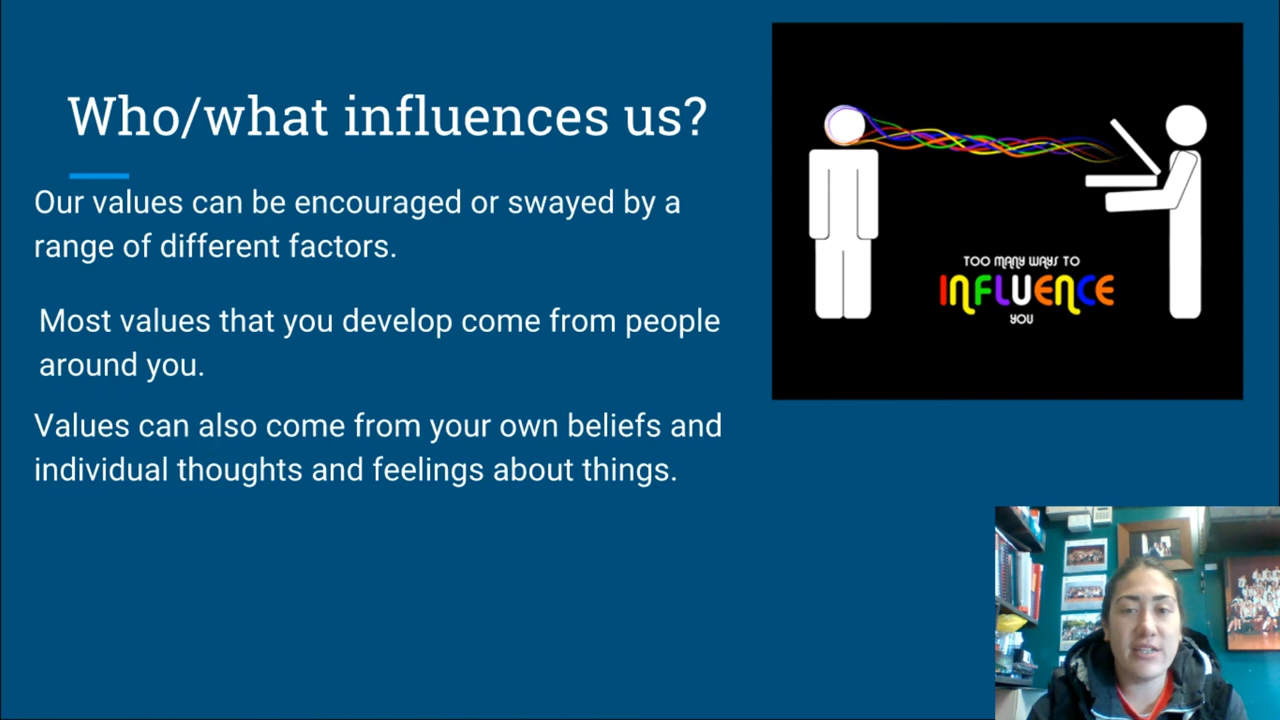 Who/what influences us?
Our values can be encouraged or swayed by a
range of different factors.
Most values that you develop come from people
around you.
Values can also come from your own beliefs and
individual thoughts and feelings about things.
TOO MANY WAYS TO
INFLUENCE
YOU